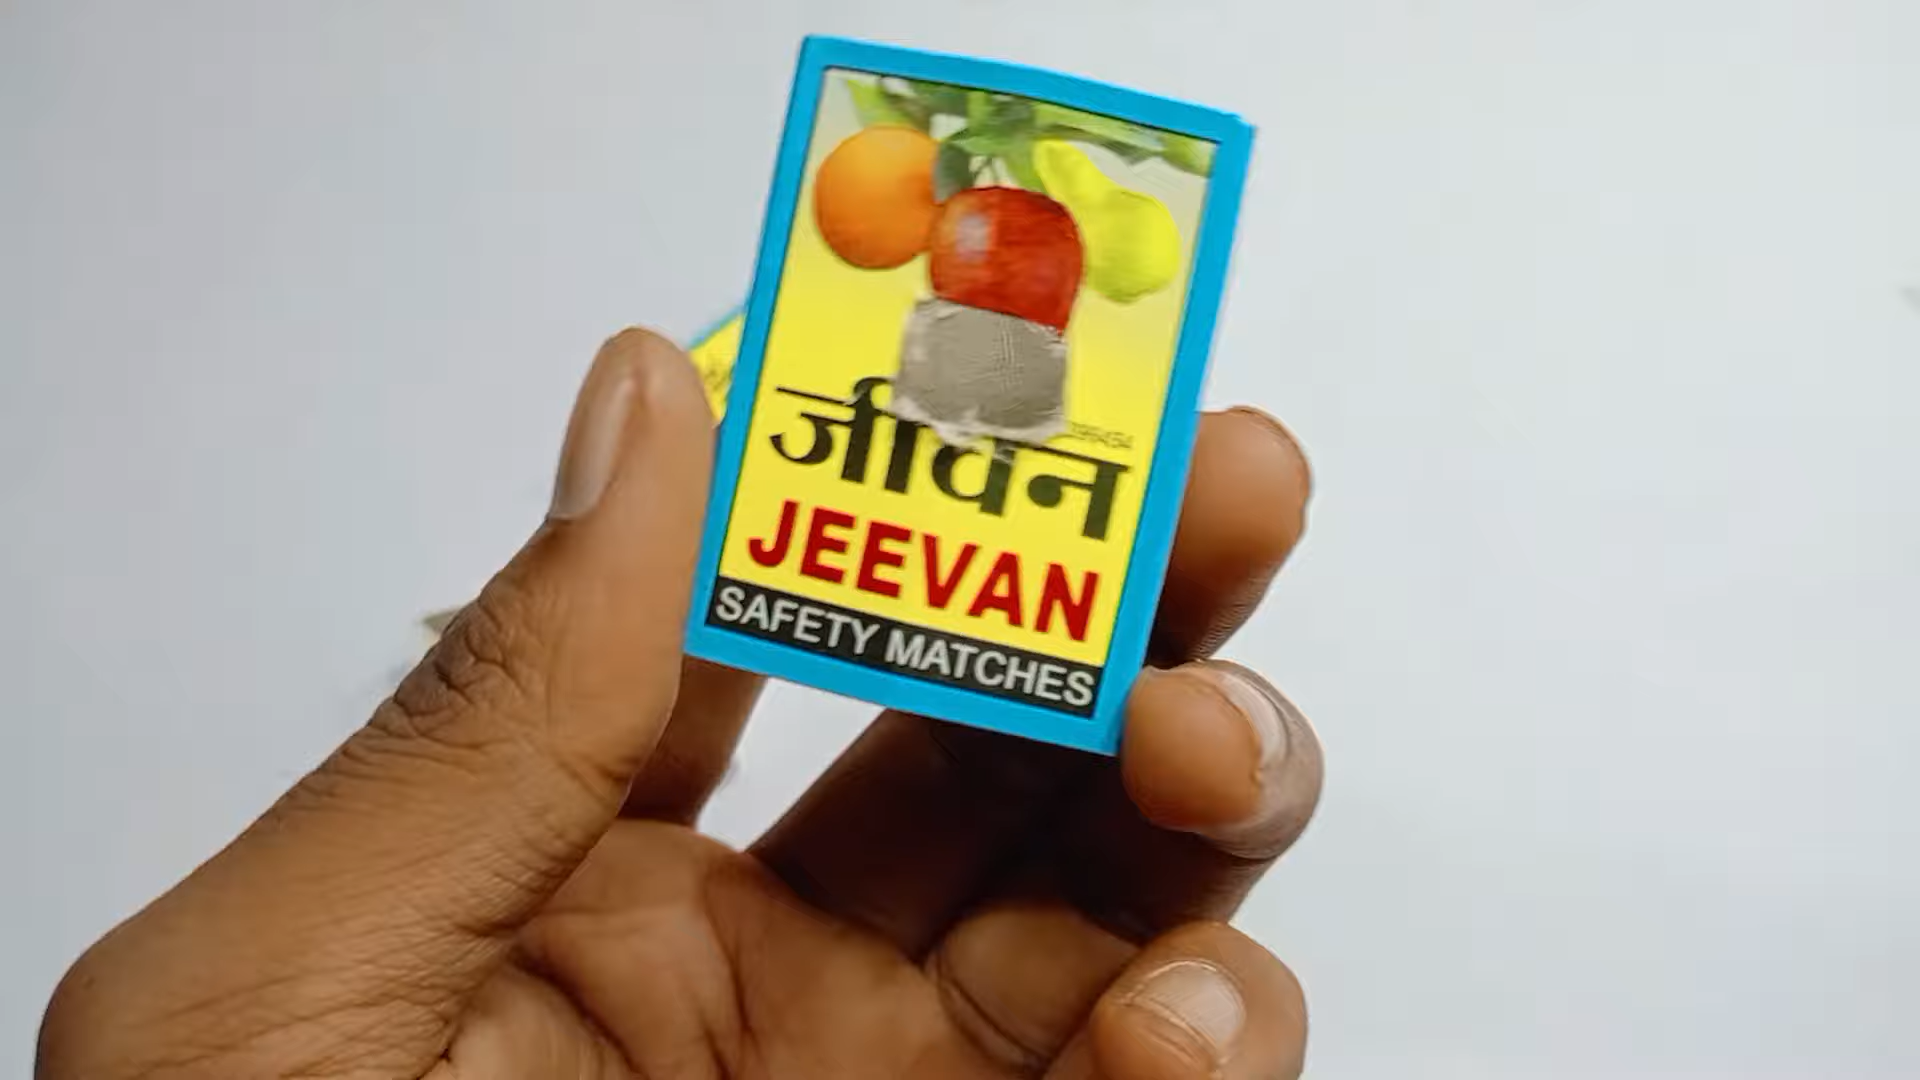 जीवन
JEEVAN
SAFETY MATCHES